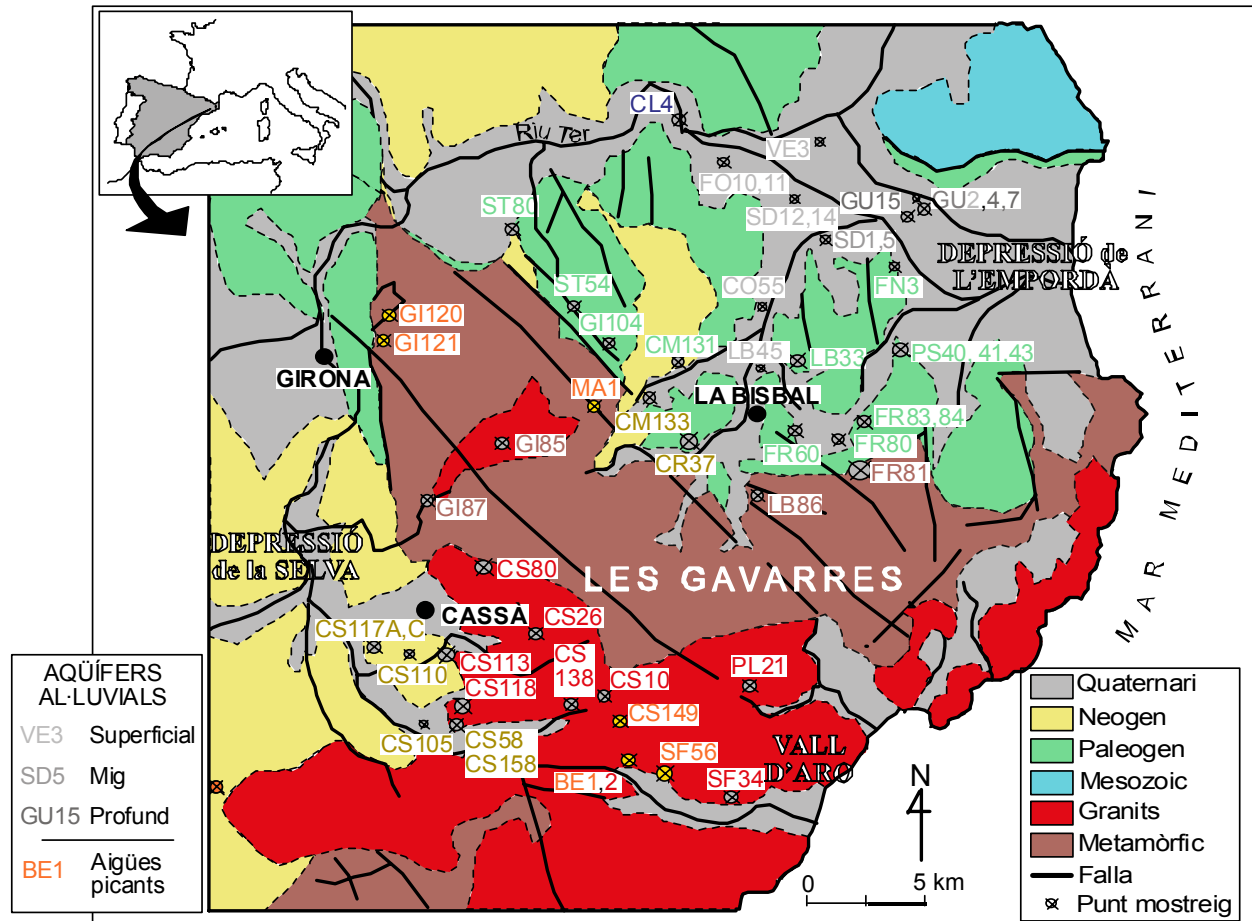 CL4
Riu Ter
VE3
FO10,11
SD12,14
GU15
GU2,4,7
ST80
SD1,5
DEPRESSIÓ de
L'EMPORDÀ
FN3
ST54
CO55
GI120
GI104
GI121
CM131
LB45
LB33
PS40, 41.43
GIRONA
MA1
LA BISBAL
CM133
FR83,84
GI85
CR37
FR60
FR80
FR81
GI87
LB86
DEPRESSIÓ
de la SELVA
CS80
LES GAVARRES
MAR MEDITERRANI
CASSÀ
CS26
CS117A,C
CS113
CS
138
CS110
CS118
CS10
PL21
CS149
CS105
CS58
CS158
SF56
VALL
D'ARO
BE1,2
SF34
N
0 5 km
AQÜÍFERS
AL·LUVIALS
VE3 Superficial
SD5 Mig
GU15 Profund
BE1 Aigües
picants
Quaternari
Neogen
Paleogen
Mesozoic
Granits
Metamòrfic
Falla
Punt mostreig